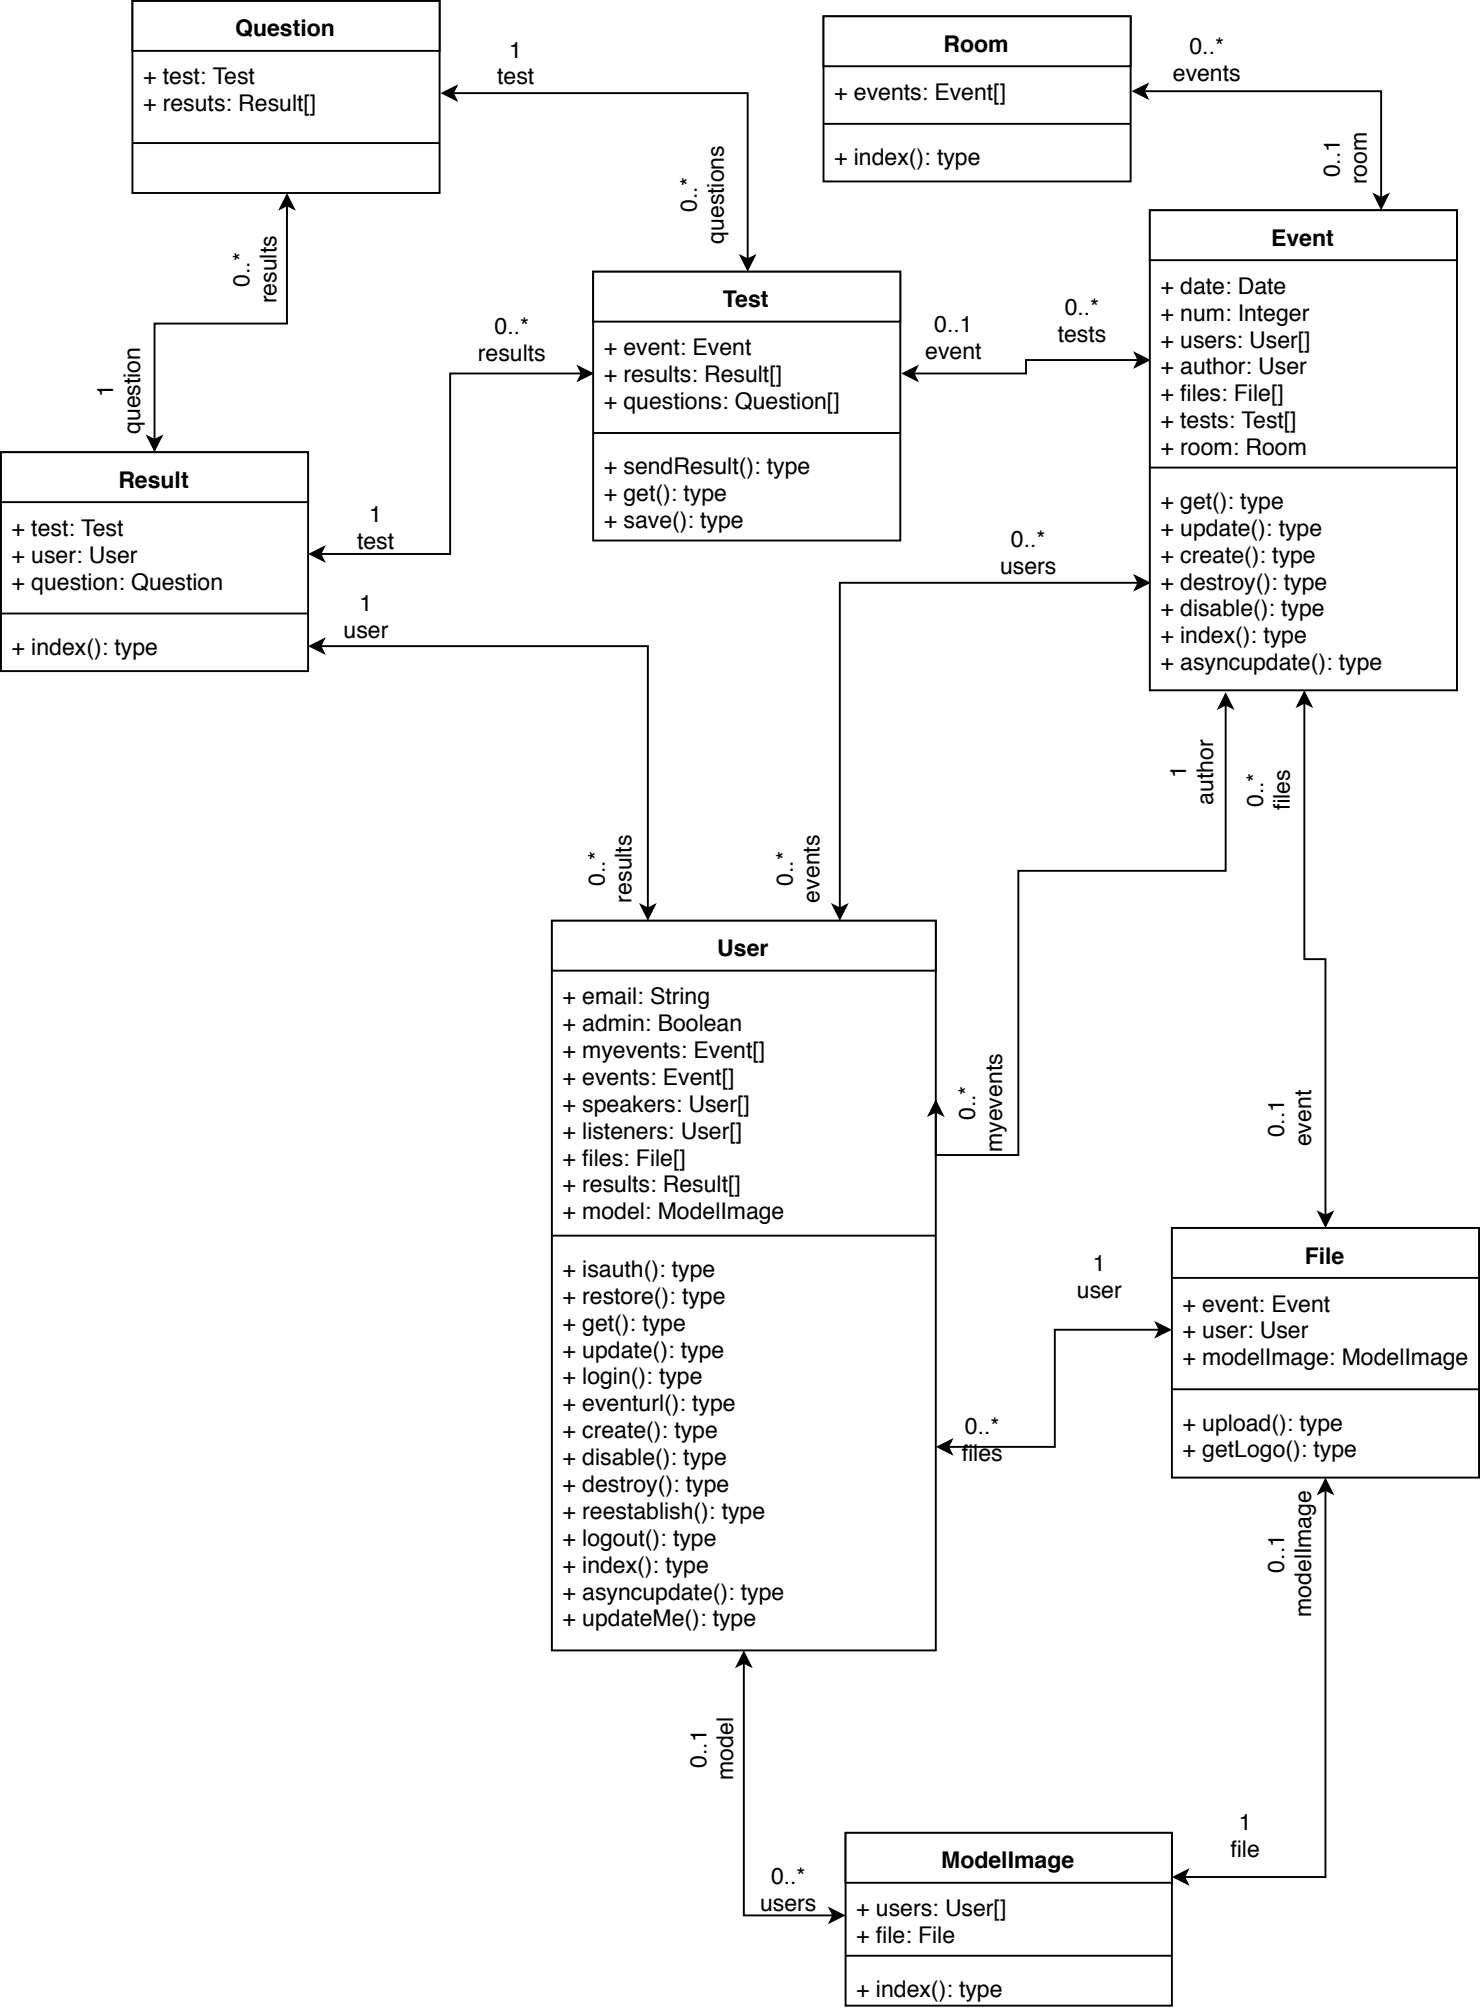 Question
+ test: Test
+ resuts: Result[]
1
test
0..*
questions
Room
+ events: Event[]
+ index(): type
0..*
events
0..1
room
0..*
results
1
question
Test
+ event: Event
+ results: Result[]
+ questions: Question[]
+ sendResult(): type
+ get(): type
+ save(): type
0..*
results
1
test
0..1
event
0..*
tests
Event
+ date: Date
+ num: Integer
+ users: User[]
+ author: User
+ files: File[]
+ tests: Test[]
+ room: Room
+ get(): type
+ update(): type
+ create(): type
+ destroy(): type
+ disable(): type
+ index(): type
+ asyncupdate(): type
Result
+ test: Test
+ user: User
+ question: Question
+ index(): type
1
user
0..*
results
0..*
users
0..*
events
1
author
0..*
myevents
0..*
files
0..1
event
User
+ email: String
+ admin: Boolean
+ myevents: Event[]
+ events: Event[]
+ speakers: User[]
+ listeners: User[]
+ files: File[]
+ results: Result[]
+ model: ModelImage
+ isauth(): type
+ restore(): type
+ get(): type
+ update(): type
+ login(): type
+ eventurl(): type
+ create(): type
+ disable(): type
+ destroy(): type
+ reestablish(): type
+ logout(): type
+ index(): type
+ asyncupdate(): type
+ updateMe(): type
1
user
0..*
files
File
+ event: Event
+ user: User
+ modelImage: ModelImage
+ upload(): type
+ getLogo(): type
0..1
modelImage
1
file
0..1
model
0..*
users
ModelImage
+ users: User[]
+ file: File
+ index(): type